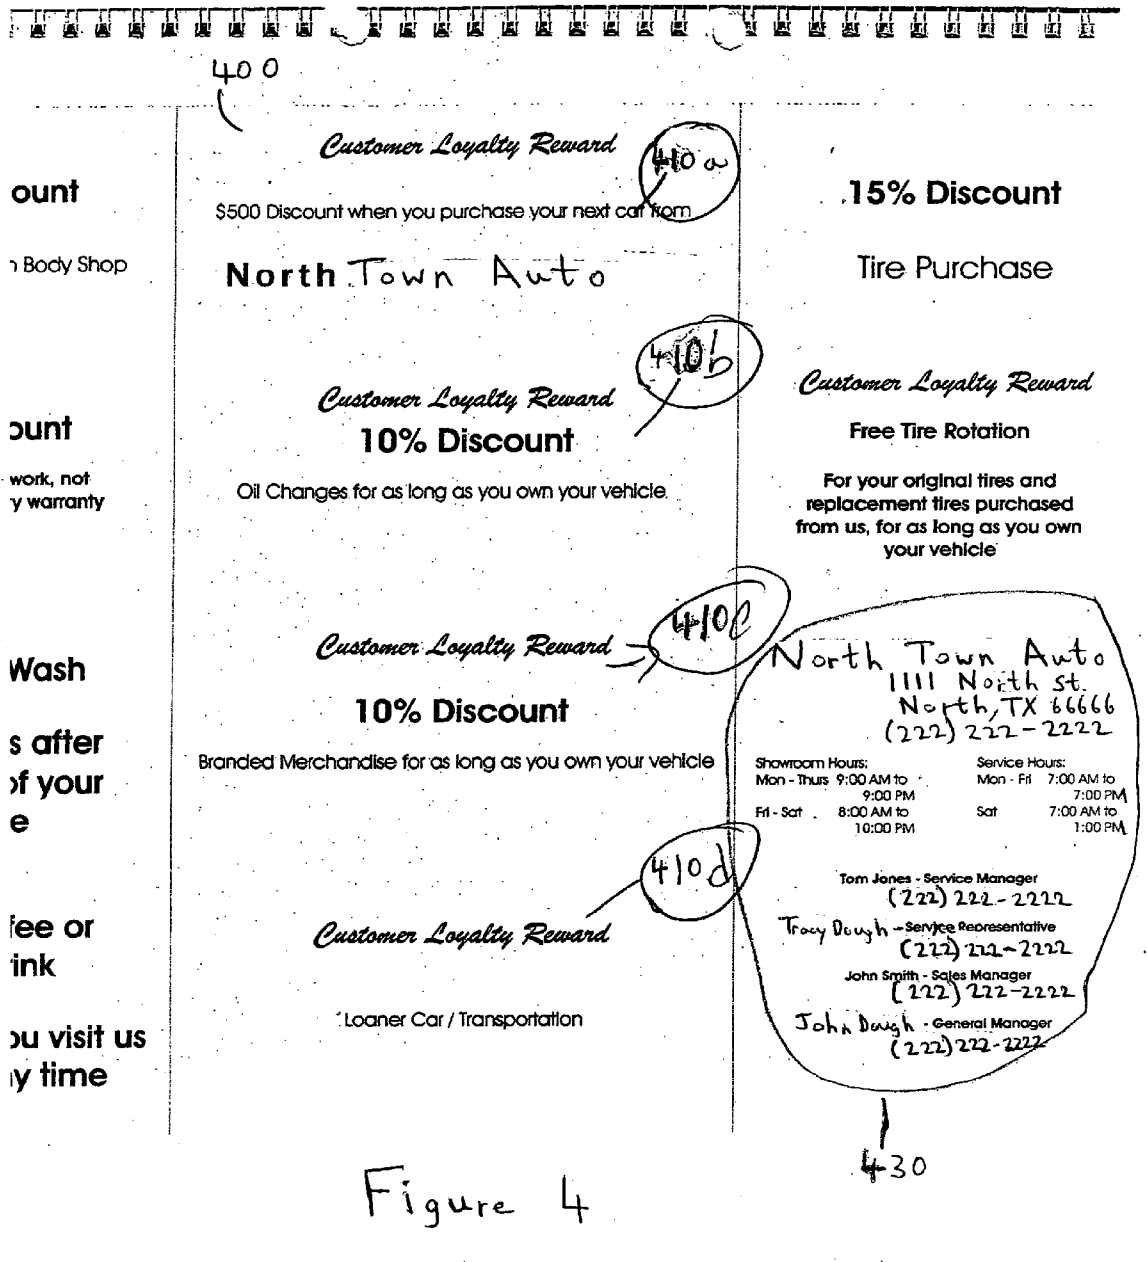 400
ount
n Body Shop
ount
work, not
y warranty
Wash
s after
of your
e
fee or
ink
ou visit us
y time
Customer Loyalty Reward
410a
$500 Discount when you purchase your next car from
North Town Auto
410b
Customer Loyalty Reward
10% Discount
Oil Changes for as long as you own your vehicle.
410c
Customer Loyalty Reward
10% Discount
Branded Merchandise for as long as you own your vehicle
410d
Customer Loyalty Reward
Loaner Car / Transportation
15% Discount
Tire Purchase
Customer Loyalty Reward
Free Tire Rotation
For your original tires and
replacement tires purchased
from us, for as long as you own
your vehicle
North Town Auto
1111 North St.
North, TX 66666
(222) 222-2222
Showroom Hours:
Mon - Thurs 9:00 AM to
9:00 PM
Fri - Sat 8:00 AM to
10:00 PM
Service Hours:
Mon - Fri 7:00 AM to
7:00 PM
Sat 7:00 AM to
1:00 PM
Tom Jones - Service Manager
(222) 222-2222
Tracy Dough - Service Representative
(222) 222-2222
John Smith - Sales Manager
(222) 222-2222
John Dough - General Manager
(222) 222-2222
430
Figure 4